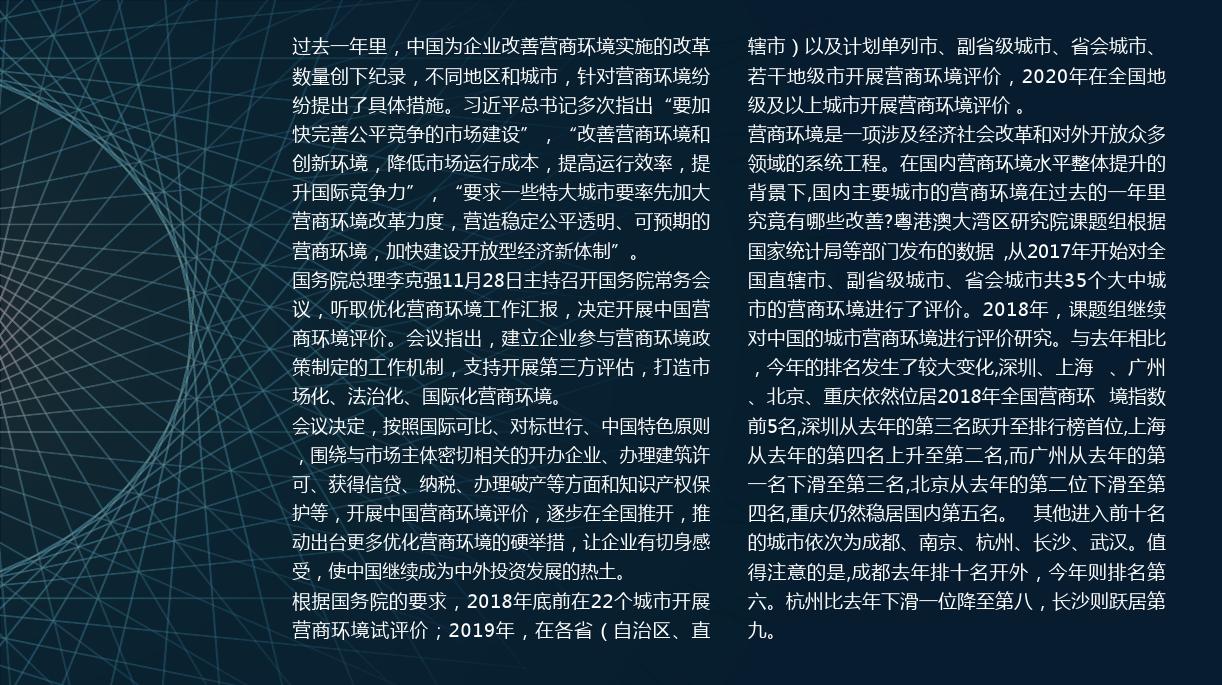 过去一年里，中国为企业改善营商环境实施的改革
数量创下纪录，不同地区和城市，针对营商环境纷
纷提出了具体措施。习近平总书记多次指出“要加
快完善公平竞争的市场建设”，“改善营商环境和
创新环境，降低市场运行成本，提高运行效率，提
升国际竞争力”，“要求一些特大城市要率先加大
营商环境改革力度，营造稳定公平透明、可预期的
营商环境，加快建设开放型经济新体制”。
国务院总理李克强11月28日主持召开国务院常务会
议，听取优化营商环境工作汇报，决定开展中国营
商环境评价。会议指出，建立企业参与营商环境政
策制定的工作机制，支持开展第三方评估，打造市
场化、法治化、国际化营商环境。
会议决定，按照国际可比、对标世行、中国特色原则
，围绕与市场主体密切相关的开办企业、办理建筑许
可、获得信贷、纳税、办理破产等方面和知识产权保
护等，开展中国营商环境评价，逐步在全国推开，推
动出台更多优化营商环境的硬举措，让企业有切身感
受，使中国继续成为中外投资发展的热土。
根据国务院的要求，2018年底前在22个城市开展
营商环境试评价；2019年，在各省（自治区、直
辖市）以及计划单列市、副省级城市、省会城市、
若干地级市开展营商环境评价，2020年在全国地
级及以上城市开展营商环境评价 。
营商环境是一项涉及经济社会改革和对外开放众多
领域的系统工程。在国内营商环境水平整体提升的
背景下,国内主要城市的营商环境在过去的一年里
究竟有哪些改善?粤港澳大湾区研究院课题组根据
国家统计局等部门发布的数据 ,从2017年开始对全
国直辖市、副省级城市、省会城市共35个大中城
市的营商环境进行了评价。2018年，课题组继续
对中国的城市营商环境进行评价研究。与去年相比
，今年的排名发生了较大变化,深圳、上海 、广州
、北京、重庆依然位居2018年全国营商环 境指数
前5名,深圳从去年的第三名跃升至排行榜首位,上海
从去年的第四名上升至第二名,而广州从去年的第
一名下滑至第三名,北京从去年的第二位下滑至第
四名,重庆仍然稳居国内第五名。 其他进入前十名
的城市依次为成都、南京、杭州、长沙、武汉。值
得注意的是,成都去年排十名开外，今年则排名第
六。杭州比去年下滑一位降至第八，长沙则跃居第
九。